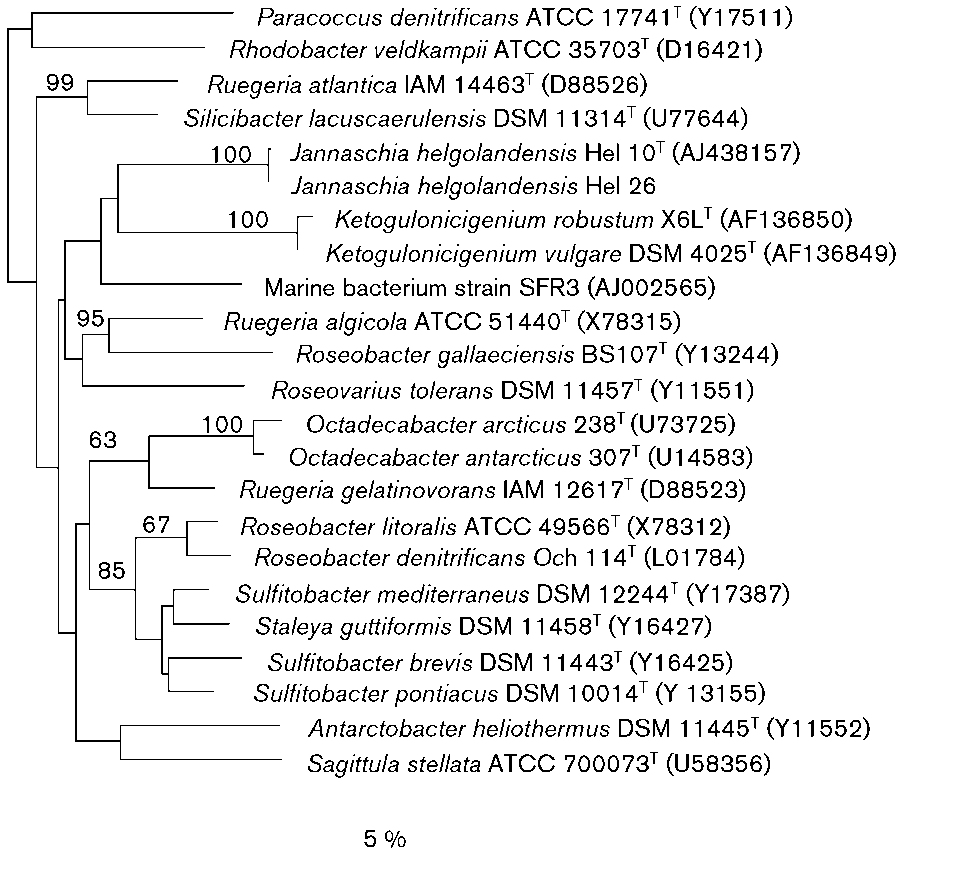 Paracoccus denitrificans ATCC 17741ᵀ (Y17511)
Rhodobacter veldkampii ATCC 35703ᵀ (D16421)
99 Ruegeria atlantica IAM 14463ᵀ (D88526)
Silicibacter lacuscaerulensis DSM 11314ᵀ (U77644)
100 Jannaschia helgolandensis Hel 10ᵀ (AJ438157)
Jannaschia helgolandensis Hel 26
100 Ketogulonicigenium robustum X6Lᵀ (AF136850)
Ketogulonicigenium vulgare DSM 4025ᵀ (AF136849)
Marine bacterium strain SFR3 (AJ002565)
95 Ruegeria algicola ATCC 51440ᵀ (X78315)
Roseobacter gallaeciensis BS107ᵀ (Y13244)
Roseovarius tolerans DSM 11457ᵀ (Y11551)
100 Octadecabacter arcticus 238ᵀ (U73725)
63
Octadecabacter antarcticus 307ᵀ (U14583)
Ruegeria gelatinovorans IAM 12617ᵀ (D88523)
67 Roseobacter litoralis ATCC 49566ᵀ (X78312)
Roseobacter denitrificans Och 114ᵀ (L01784)
85
Sulfitobacter mediterraneus DSM 12244ᵀ (Y17387)
Staleya guttiformis DSM 11458ᵀ (Y16427)
Sulfitobacter brevis DSM 11443ᵀ (Y16425)
Sulfitobacter pontiacus DSM 10014ᵀ (Y 13155)
Antarctobacter heliothermus DSM 11445ᵀ (Y11552)
Sagittula stellata ATCC 700073ᵀ (U58356)
5 %